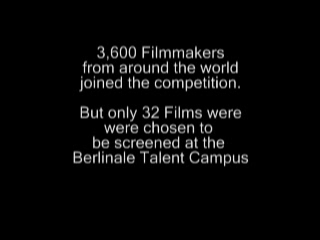 3,600 Filmmakers
from around the world
joined the competition.
But only 32 Films were
were chosen to
be screened at the
Berlinale Talent Campus